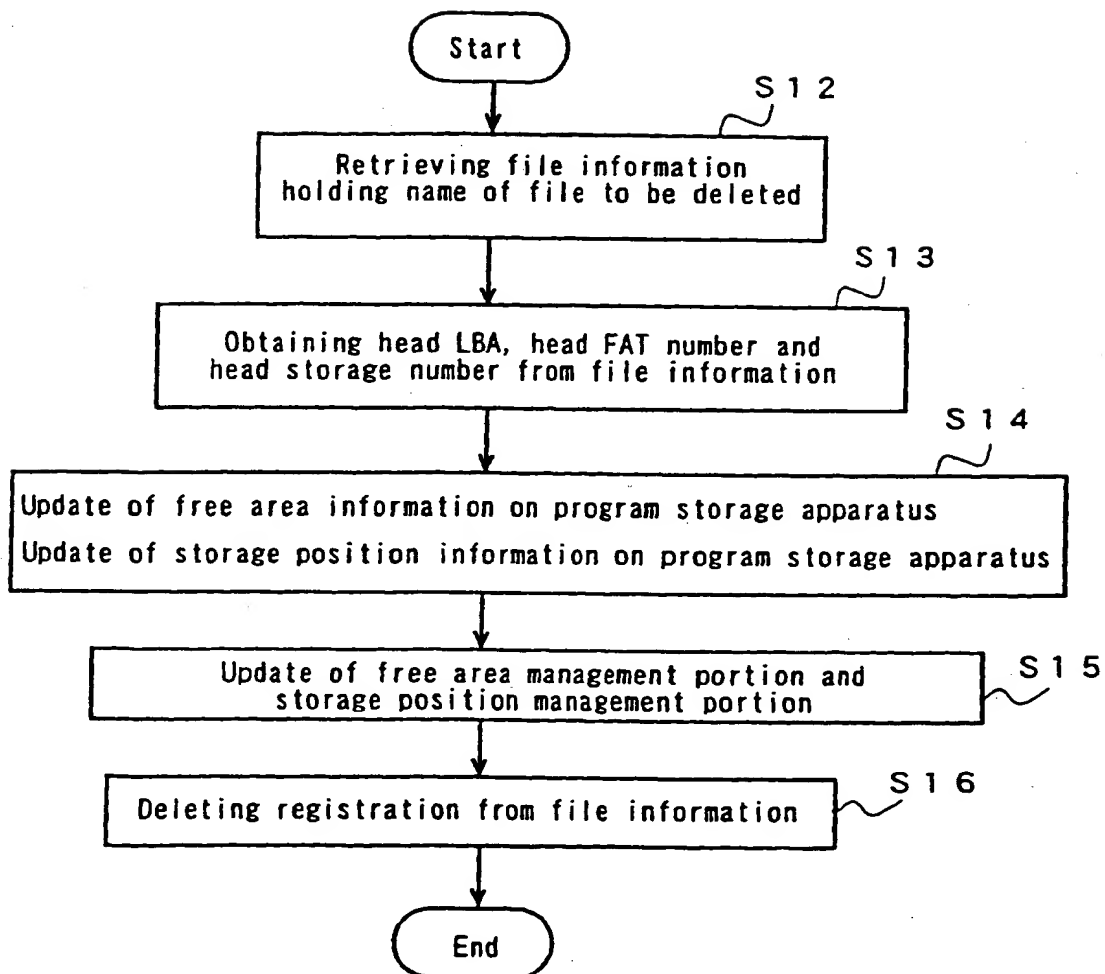 Start
S12
Retrieving file information
holding name of file to be deleted
S13
Obtaining head LBA, head FAT number and
head storage number from file information
S14
Update of free area information on program storage apparatus
Update of storage position information on program storage apparatus
Update of free area management portion and
storage position management portion
S15
Deleting registration from file information
S16
End